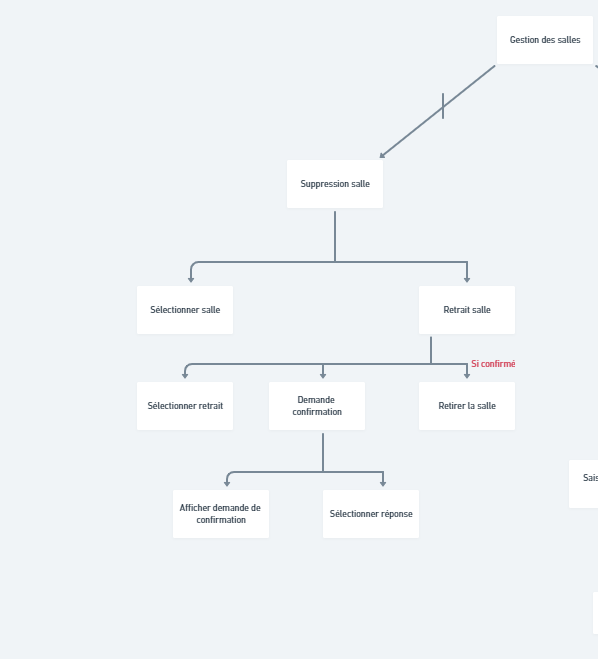 Gestion des salles
Suppression salle
Sélectionner salle
Retrait salle
Si confirmé
Sélectionner retrait
Demande
confirmation
Retirer la salle
Sais
Afficher demande de
confirmation
Sélectionner réponse